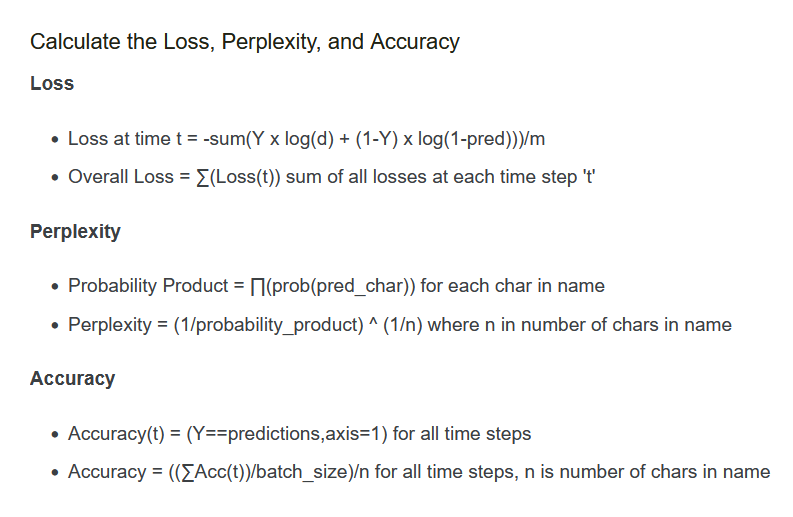 Calculate the Loss, Perplexity, and Accuracy
Loss
• Loss at time t = -sum(Y x log(d) + (1-Y) x log(1-pred)))/m
• Overall Loss = ∑(Loss(t)) sum of all losses at each time step 't'
Perplexity
• Probability Product = ∏(prob(pred_char)) for each char in name
• Perplexity = (1/probability_product) ^ (1/n) where n in number of chars in name
Accuracy
• Accuracy(t) = (Y==predictions,axis=1) for all time steps
• Accuracy = ((∑Acc(t))/batch_size)/n for all time steps, n is number of chars in name